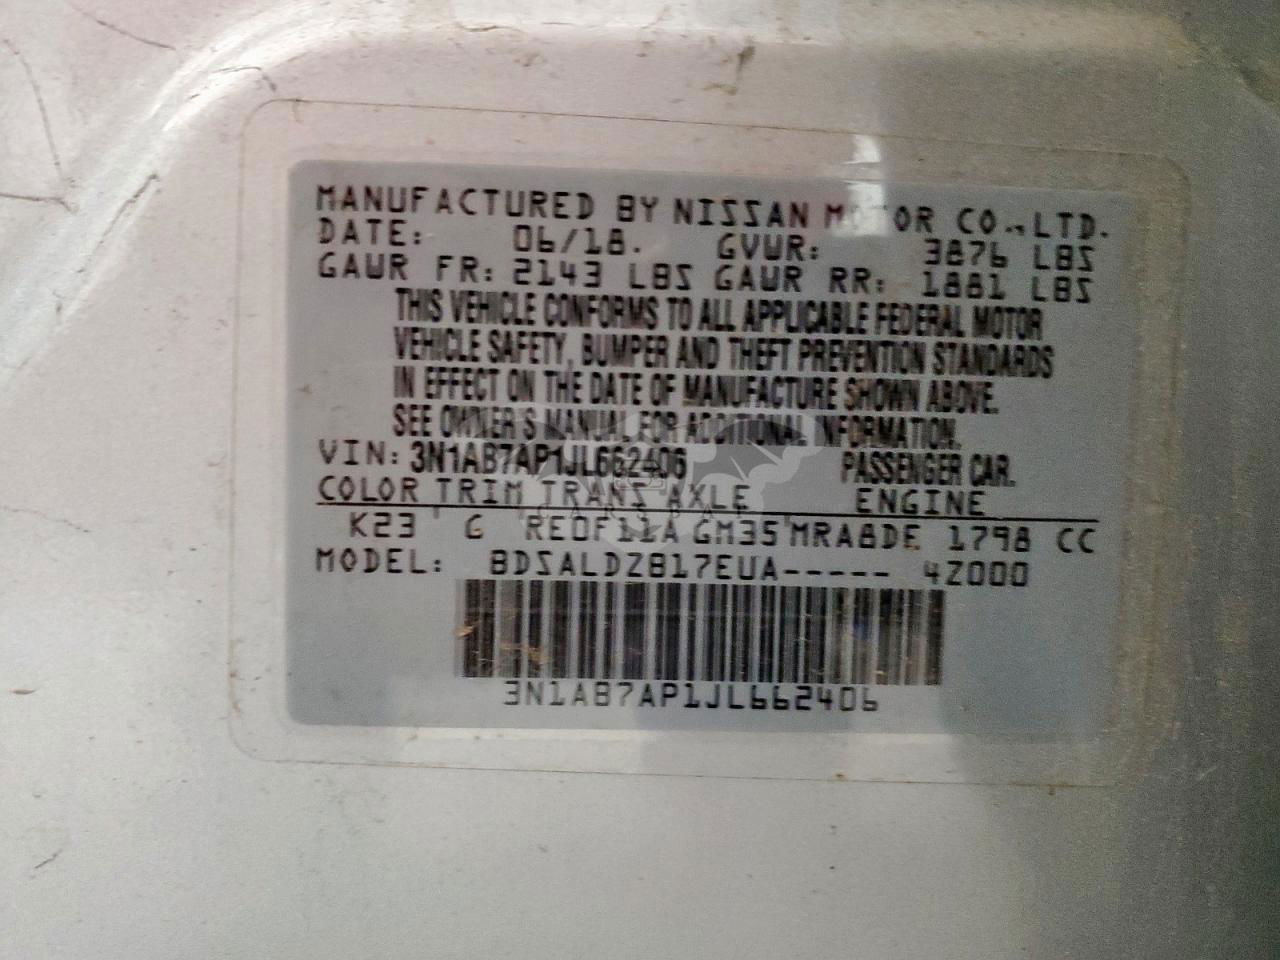 MANUFACTURED BY NISSAN MOTOR CO.,LTD.
DATE: 06/18. GVWR: 3876 LBS
GAWR FR: 2143 LBS GAWR RR: 1881 LBS
THIS VEHICLE CONFORMS TO ALL APPLICABLE FEDERAL MOTOR
VEHICLE SAFETY, BUMPER AND THEFT PREVENTION STANDARDS
IN EFFECT ON THE DATE OF MANUFACTURE SHOWN ABOVE.
SEE OWNER'S MANUAL FOR ADDITIONAL INFORMATION.
VIN: 3N1AB7AP1JL662406 PASSENGER CAR.
COLOR TRIM TRANS AXLE ENGINE
K23 G RE0F11A GM35 MRA8DE 1798 CC
MODEL: BDSALDZB17EUA----- 4Z000
3N1AB7AP1JL662406